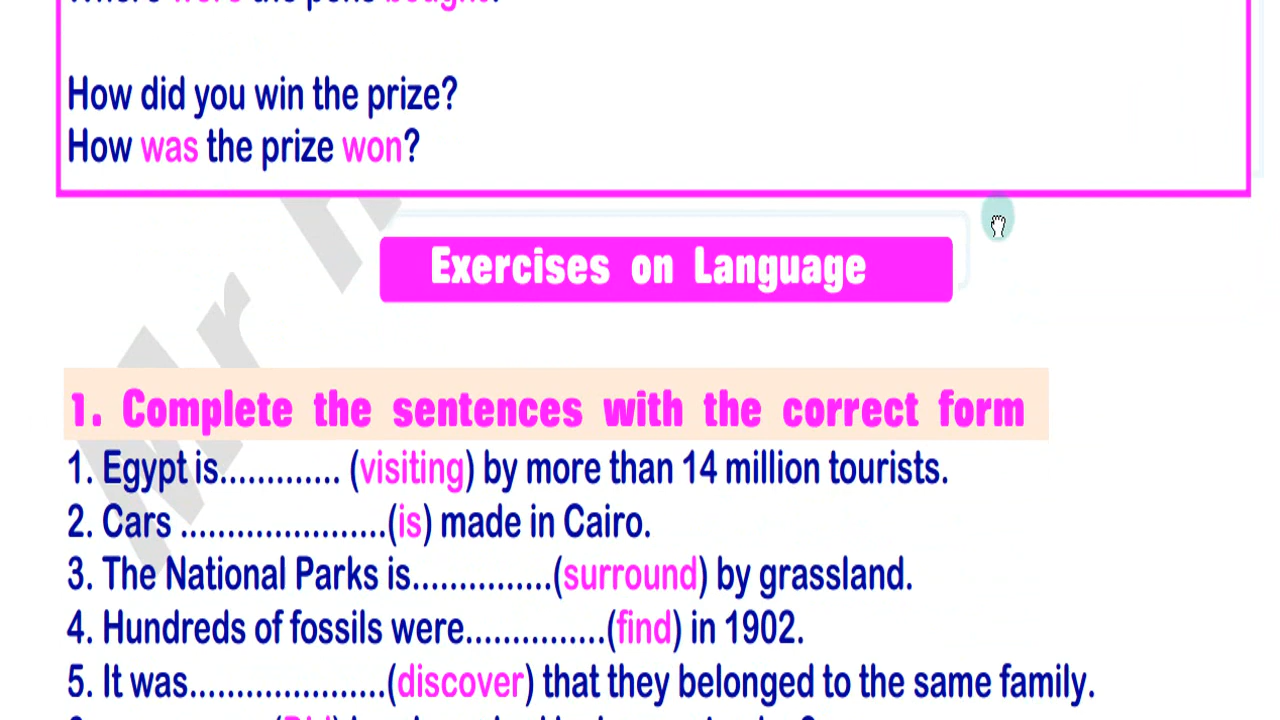 How did you win the prize?
How was the prize won?
Exercises on Language
1. Complete the sentences with the correct form
1. Egypt is............. (visiting) by more than 14 million tourists.
2. Cars ......................(is) made in Cairo.
3. The National Parks is...............(surround) by grassland.
4. Hundreds of fossils were...............(find) in 1902.
5. It was.....................(discover) that they belonged to the same family.
Mr